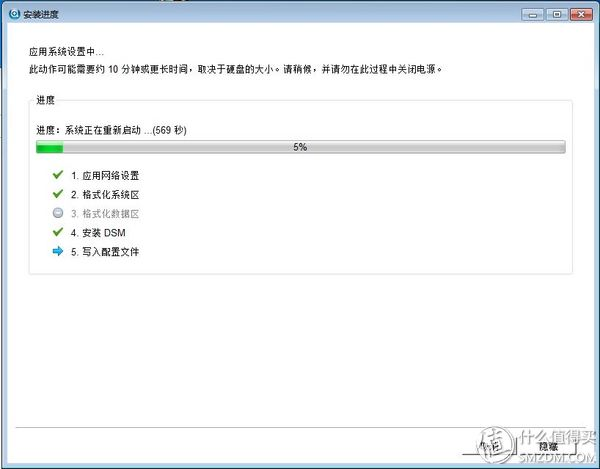 安装进度
应用系统设置中...
此动作可能需要约 10 分钟或更长时间，取决于硬盘的大小。请稍候，并请勿在此过程中关闭电源。
进度
进度：系统正在重新启动 ...(569 秒)
5%
1. 应用网络设置
2. 格式化系统区
3. 格式化数据区
4. 安装 DSM
5. 写入配置文件
隐藏
值 什么值得买
SMZDM.COM